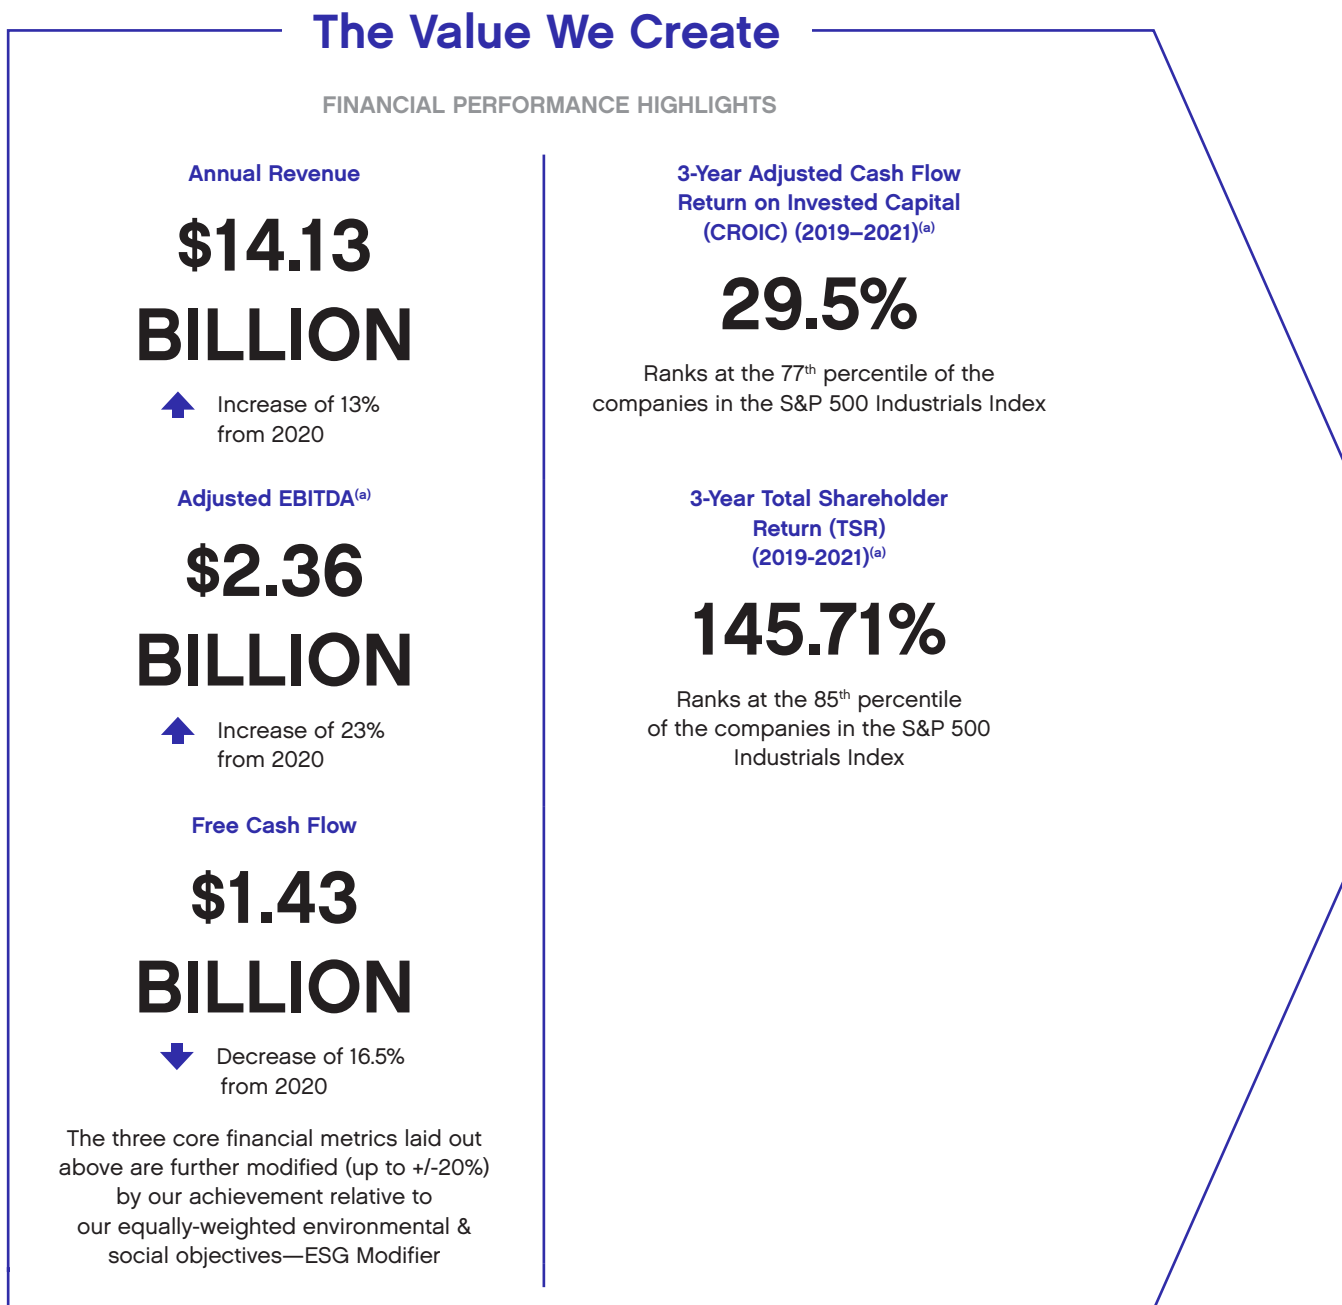 The Value We Create
FINANCIAL PERFORMANCE HIGHLIGHTS
Annual Revenue
$14.13
BILLION
Increase of 13%
from 2020
Adjusted EBITDA(a)
$2.36
BILLION
Increase of 23%
from 2020
Free Cash Flow
$1.43
BILLION
Decrease of 16.5%
from 2020
The three core financial metrics laid out
above are further modified (up to +/-20%)
by our achievement relative to
our equally-weighted environmental &
social objectives—ESG Modifier
3-Year Adjusted Cash Flow
Return on Invested Capital
(CROIC) (2019–2021)(a)
29.5%
Ranks at the 77th percentile of the
companies in the S&P 500 Industrials Index
3-Year Total Shareholder
Return (TSR)
(2019-2021)(a)
145.71%
Ranks at the 85th percentile
of the companies in the S&P 500
Industrials Index